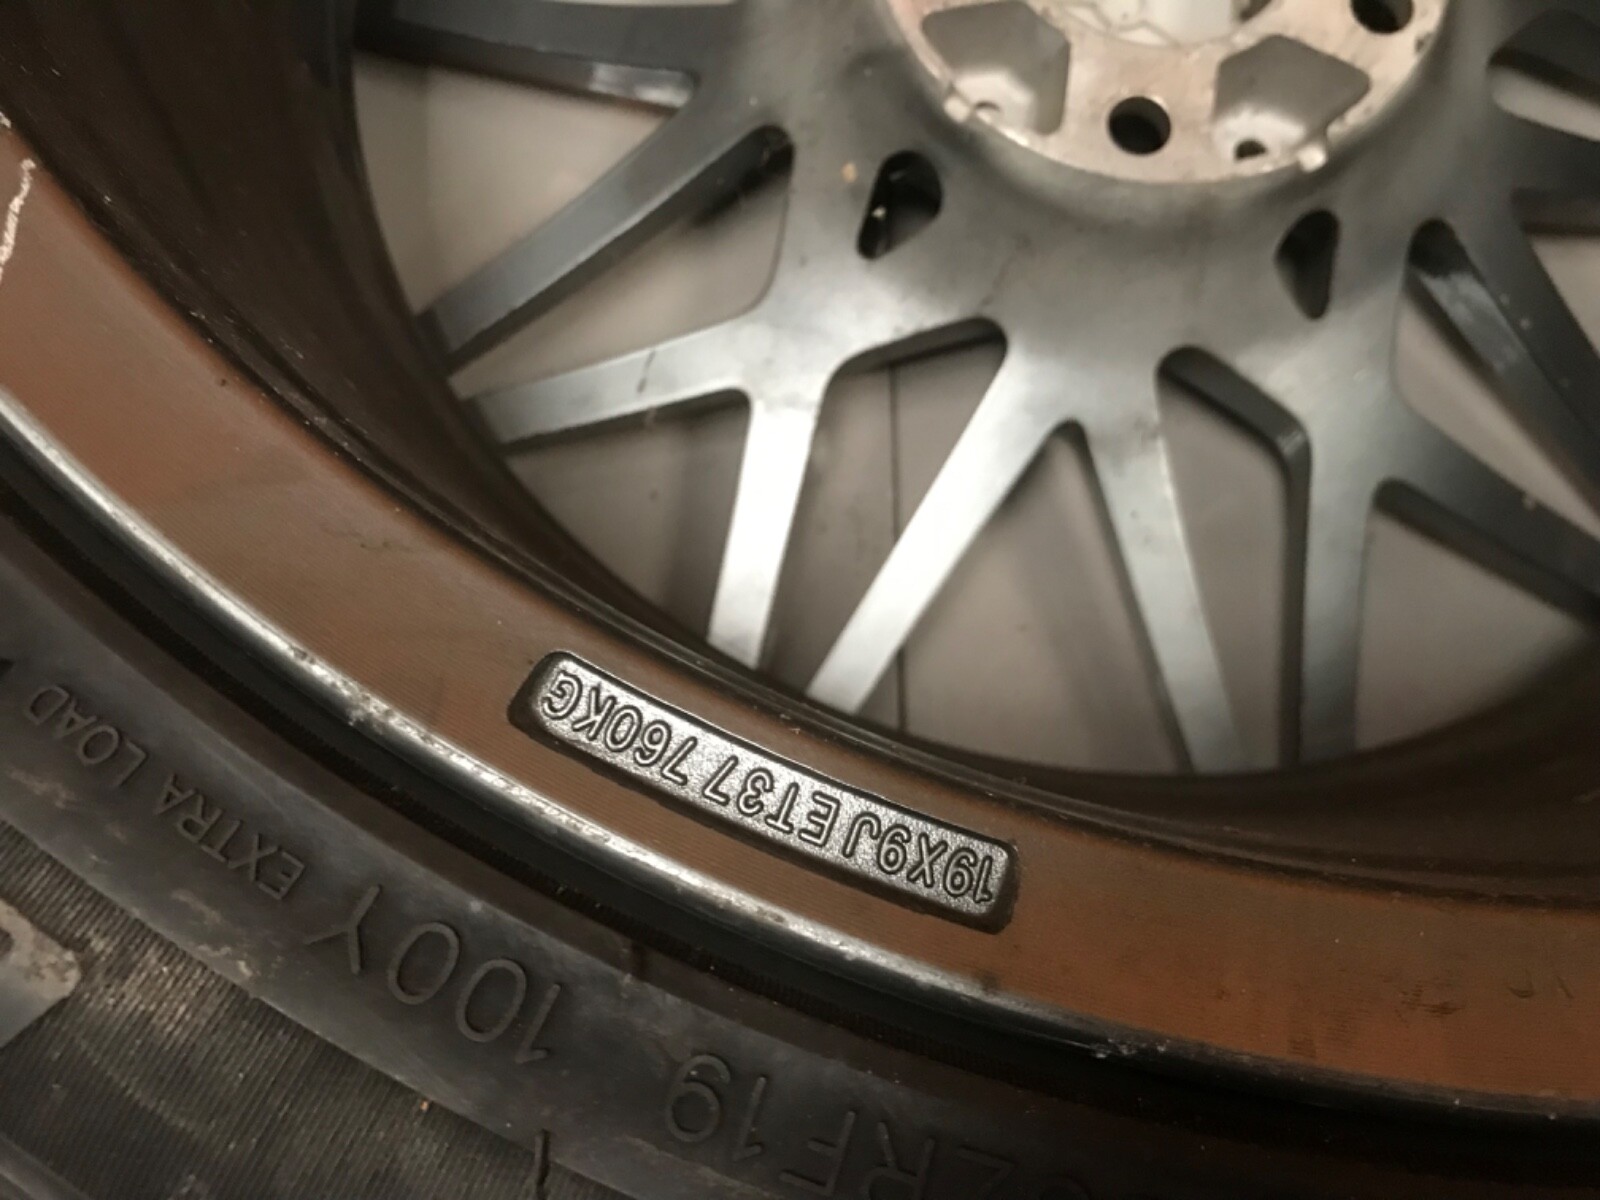 19X9J ET37 760KG
ZRF19 100Y EXTRA LOAD